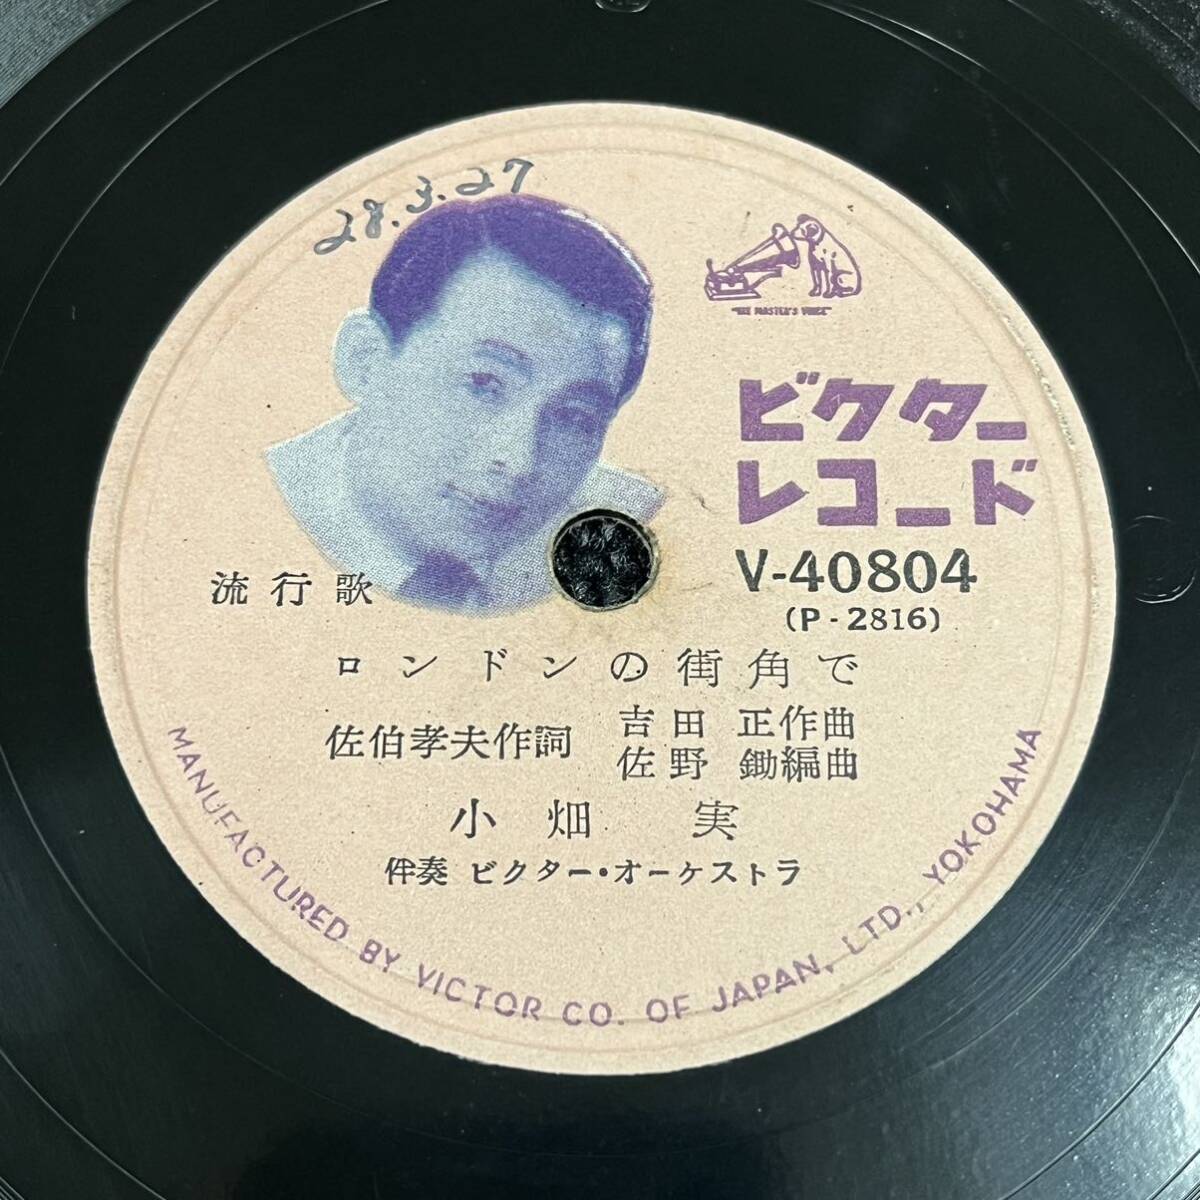 28.3.27
"HIS MASTER'S VOICE"
ビクター
レコード
V-40804
(P-2816)
流行歌
ロンドンの街角で
佐伯孝夫作詞
吉田 正作曲
佐野 鋤編曲
小畑 実
伴奏 ビクター・オーケストラ
MANUFACTURED BY VICTOR CO. OF JAPAN, LTD., YOKOHAMA